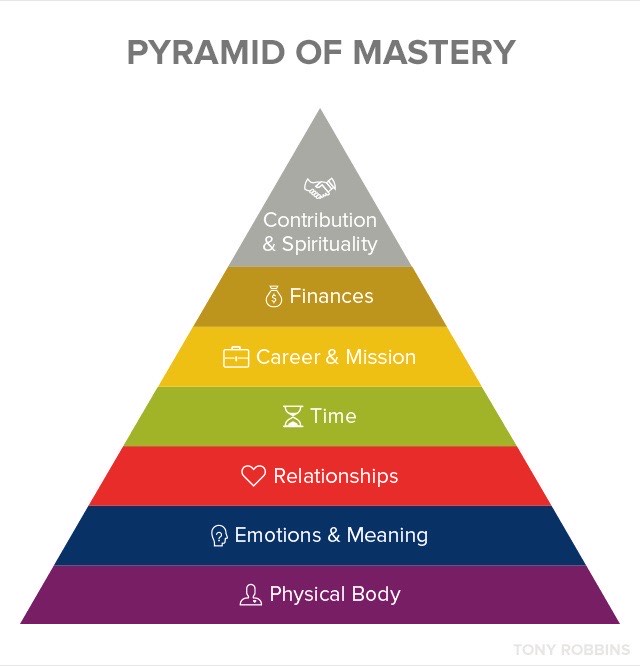 PYRAMID OF MASTERY
Contribution
& Spirituality
Finances
Career & Mission
Time
Relationships
Emotions & Meaning
Physical Body
TONY ROBBINS